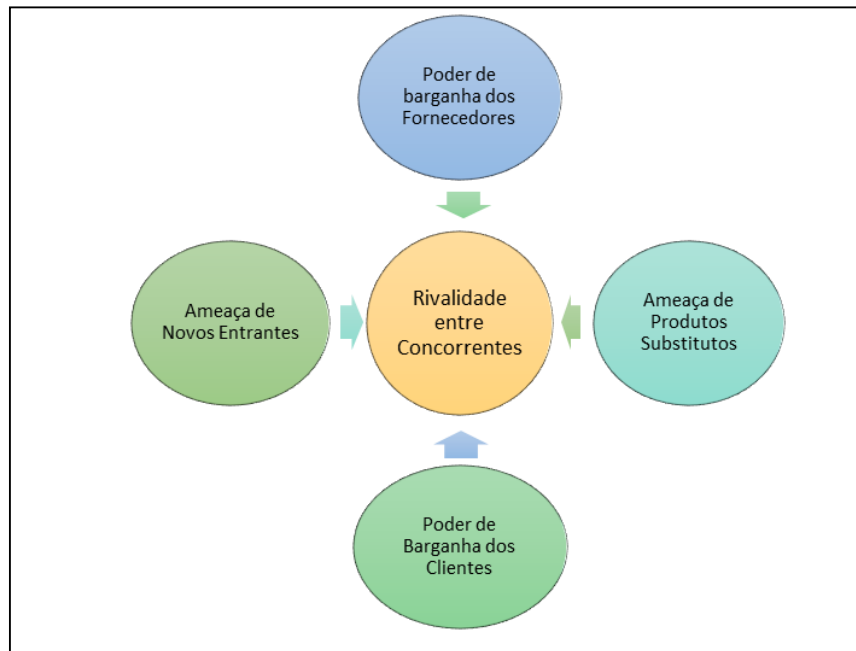 Poder de
barganha dos
Fornecedores
Ameaça de
Novos Entrantes
Rivalidade
entre
Concorrentes
Ameaça de
Produtos
Substitutos
Poder de
Barganha dos
Clientes